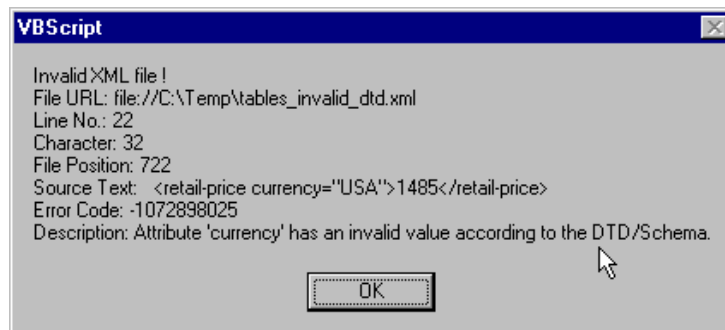 VBScript
Invalid XML file !
File URL: file://C:\Temp\tables_invalid_dtd.xml
Line No.: 22
Character: 32
File Position: 722
Source Text:   <retail-price currency="USA">1485</retail-price>
Error Code: -1072898025
Description: Attribute 'currency' has an invalid value according to the DTD/Schema.
OK